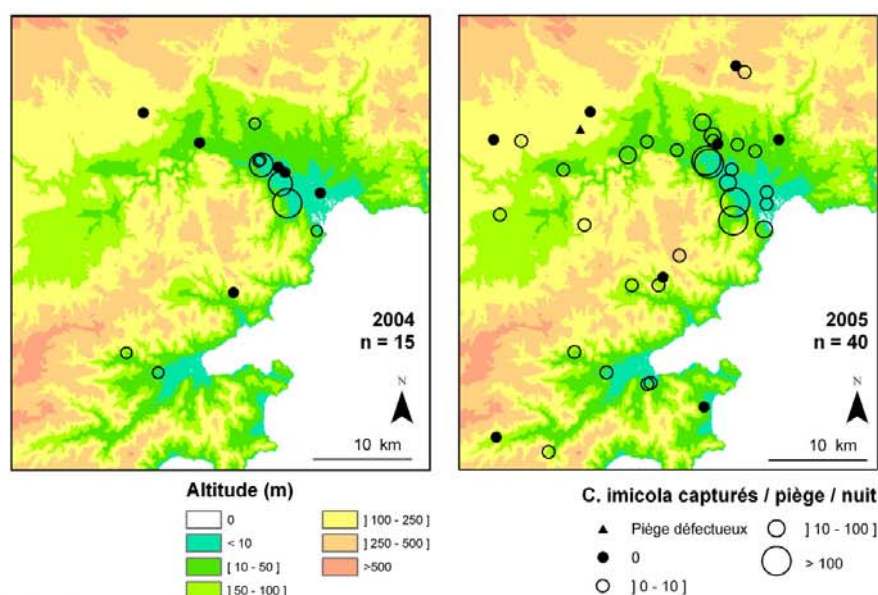 2004
n = 15
N
10 km
2005
n = 40
N
10 km
Altitude (m)
0
< 10
[ 10 - 50 ]
] 50 - 100 ]
] 100 - 250 ]
] 250 - 500 ]
>500
C. imicola capturés / piège / nuit
Piège défectueux
0
] 0 - 10 ]
] 10 - 100 ]
> 100